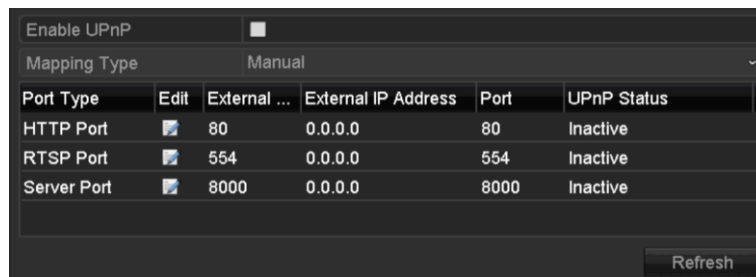 Enable UPnP
Mapping Type Manual
Port Type Edit External ... External IP Address Port UPnP Status
HTTP Port 80 0.0.0.0 80 Inactive
RTSP Port 554 0.0.0.0 554 Inactive
Server Port 8000 0.0.0.0 8000 Inactive
Refresh